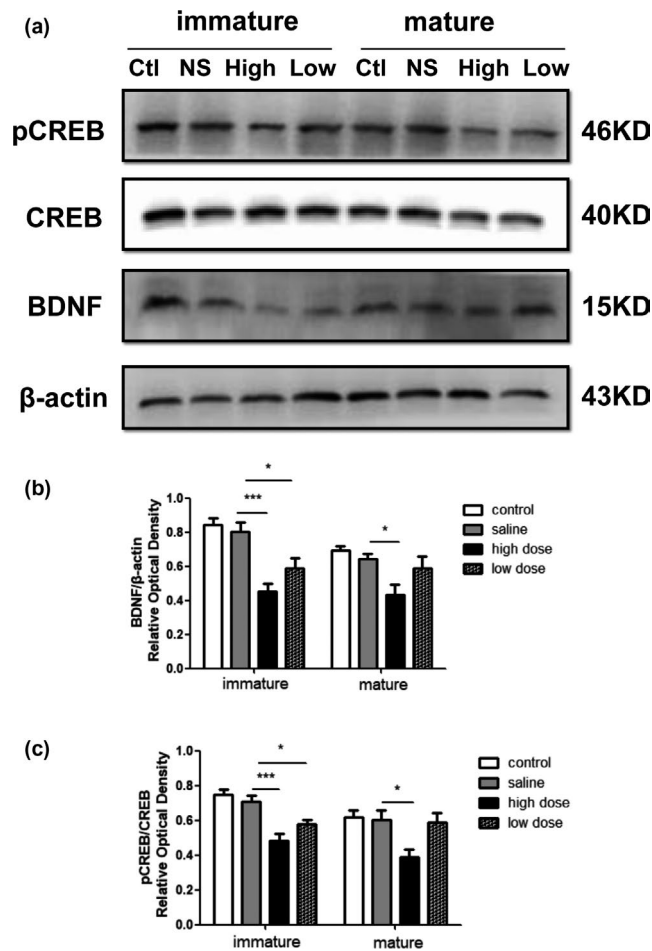 (a)
immature mature
Ctl NS High Low Ctl NS High Low
pCREB 46KD
CREB 40KD
BDNF 15KD
β-actin 43KD
(b)
BDNF/β-actin
Relative Optical Density
1.0
0.8
0.6
0.4
0.2
0.0
*
***
*
control
saline
high dose
low dose
immature mature
(c)
pCREB/CREB
Relative Optical Density
1.0
0.8
0.6
0.4
0.2
0.0
*
***
*
control
saline
high dose
low dose
immature mature